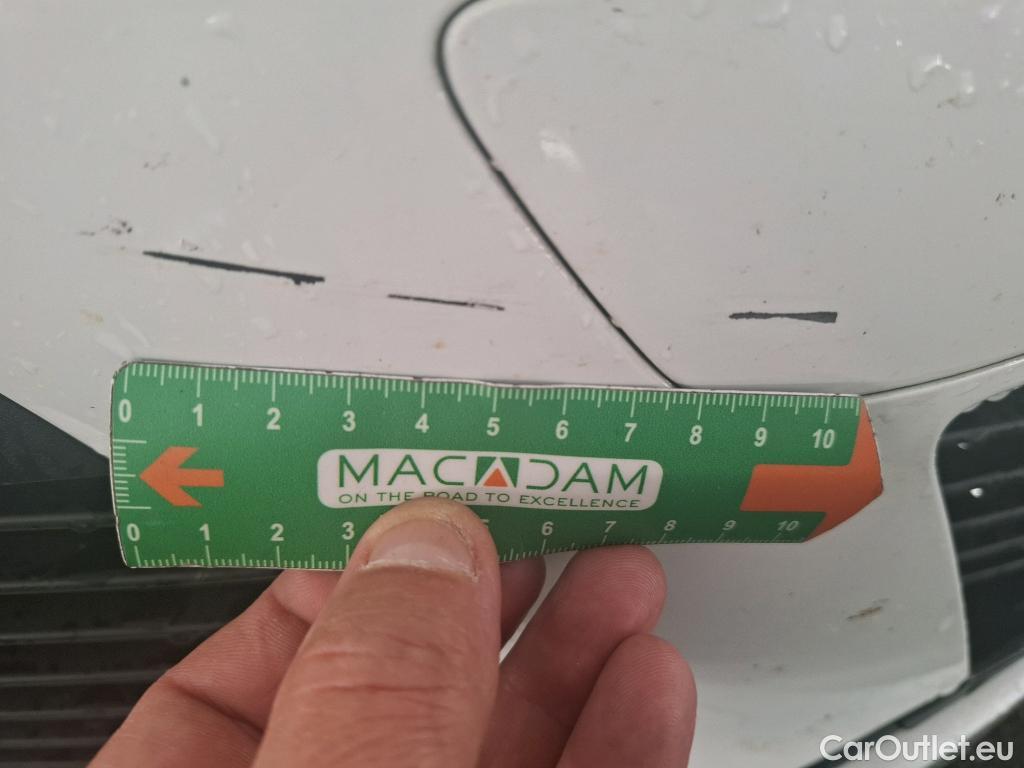 0 1 2 3 4 5 6 7 8 9 10
MACADAM
ON THE ROAD TO EXCELLENCE
0 1 2 3 5 6 7 8 9 10
CarOutlet.eu